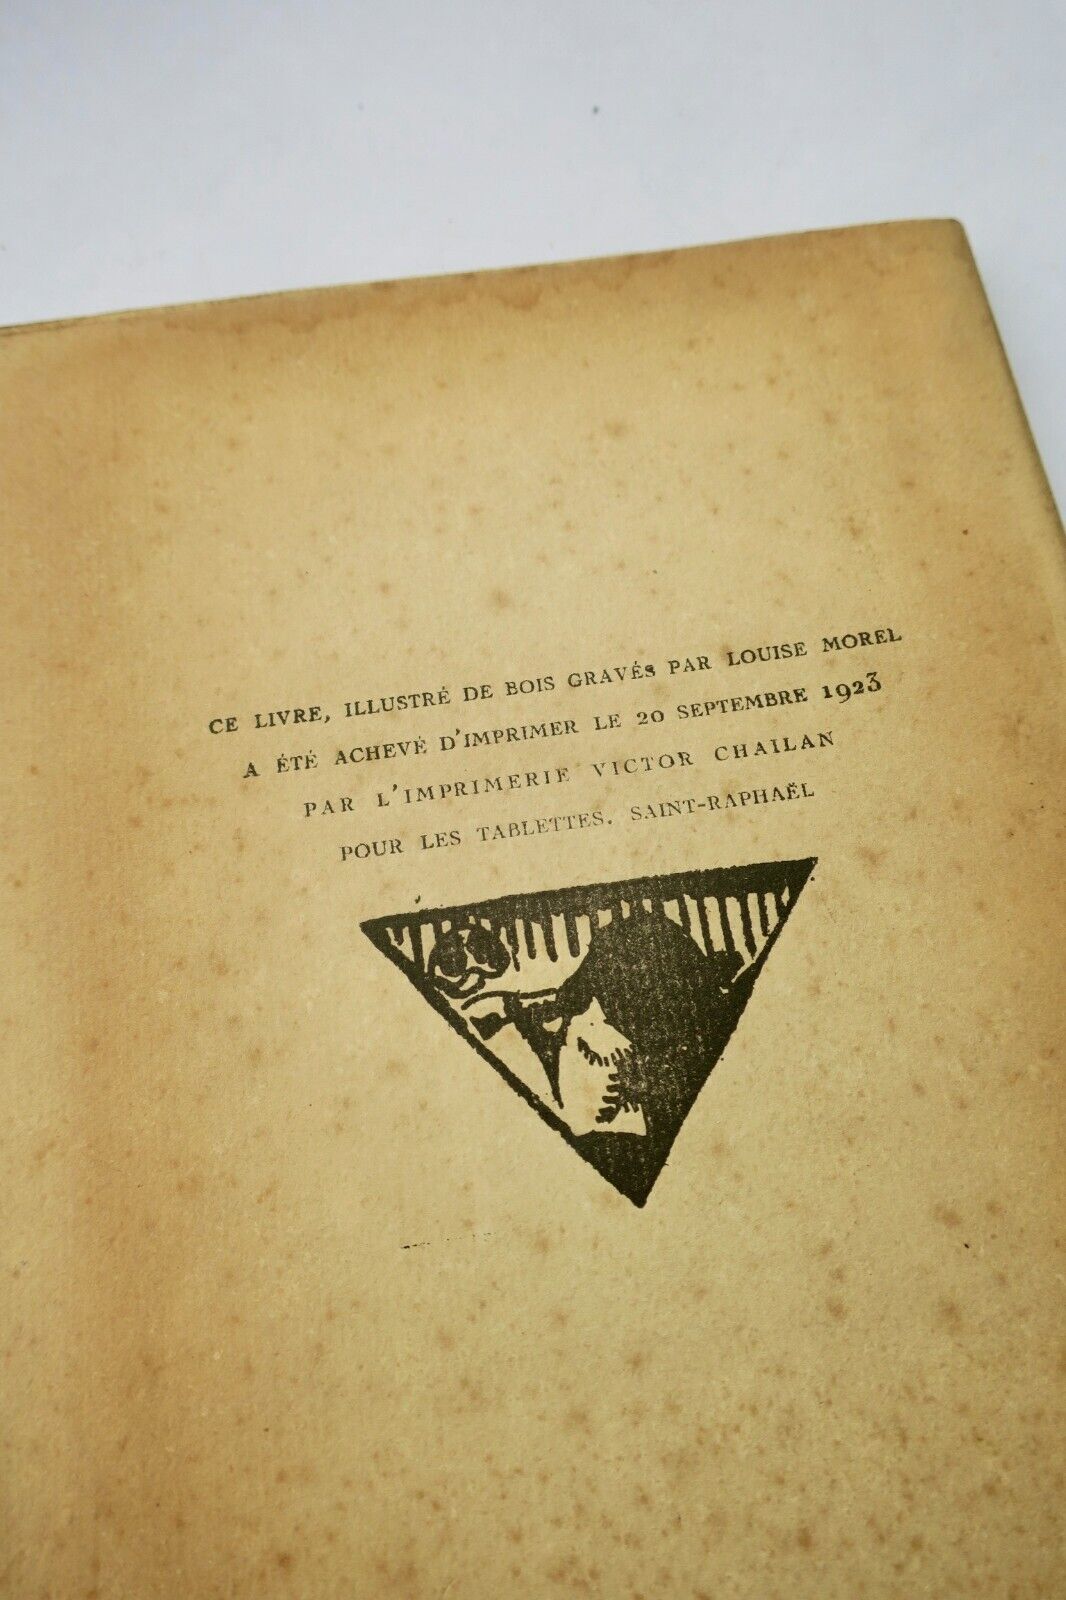 CE LIVRE, ILLUSTRÉ DE BOIS GRAVÉS PAR LOUISE MOREL
A ÉTÉ ACHEVÉ D'IMPRIMER LE 20 SEPTEMBRE 1923
PAR L'IMPRIMERIE VICTOR CHAILAN
POUR LES TABLETTES. SAINT-RAPHAËL